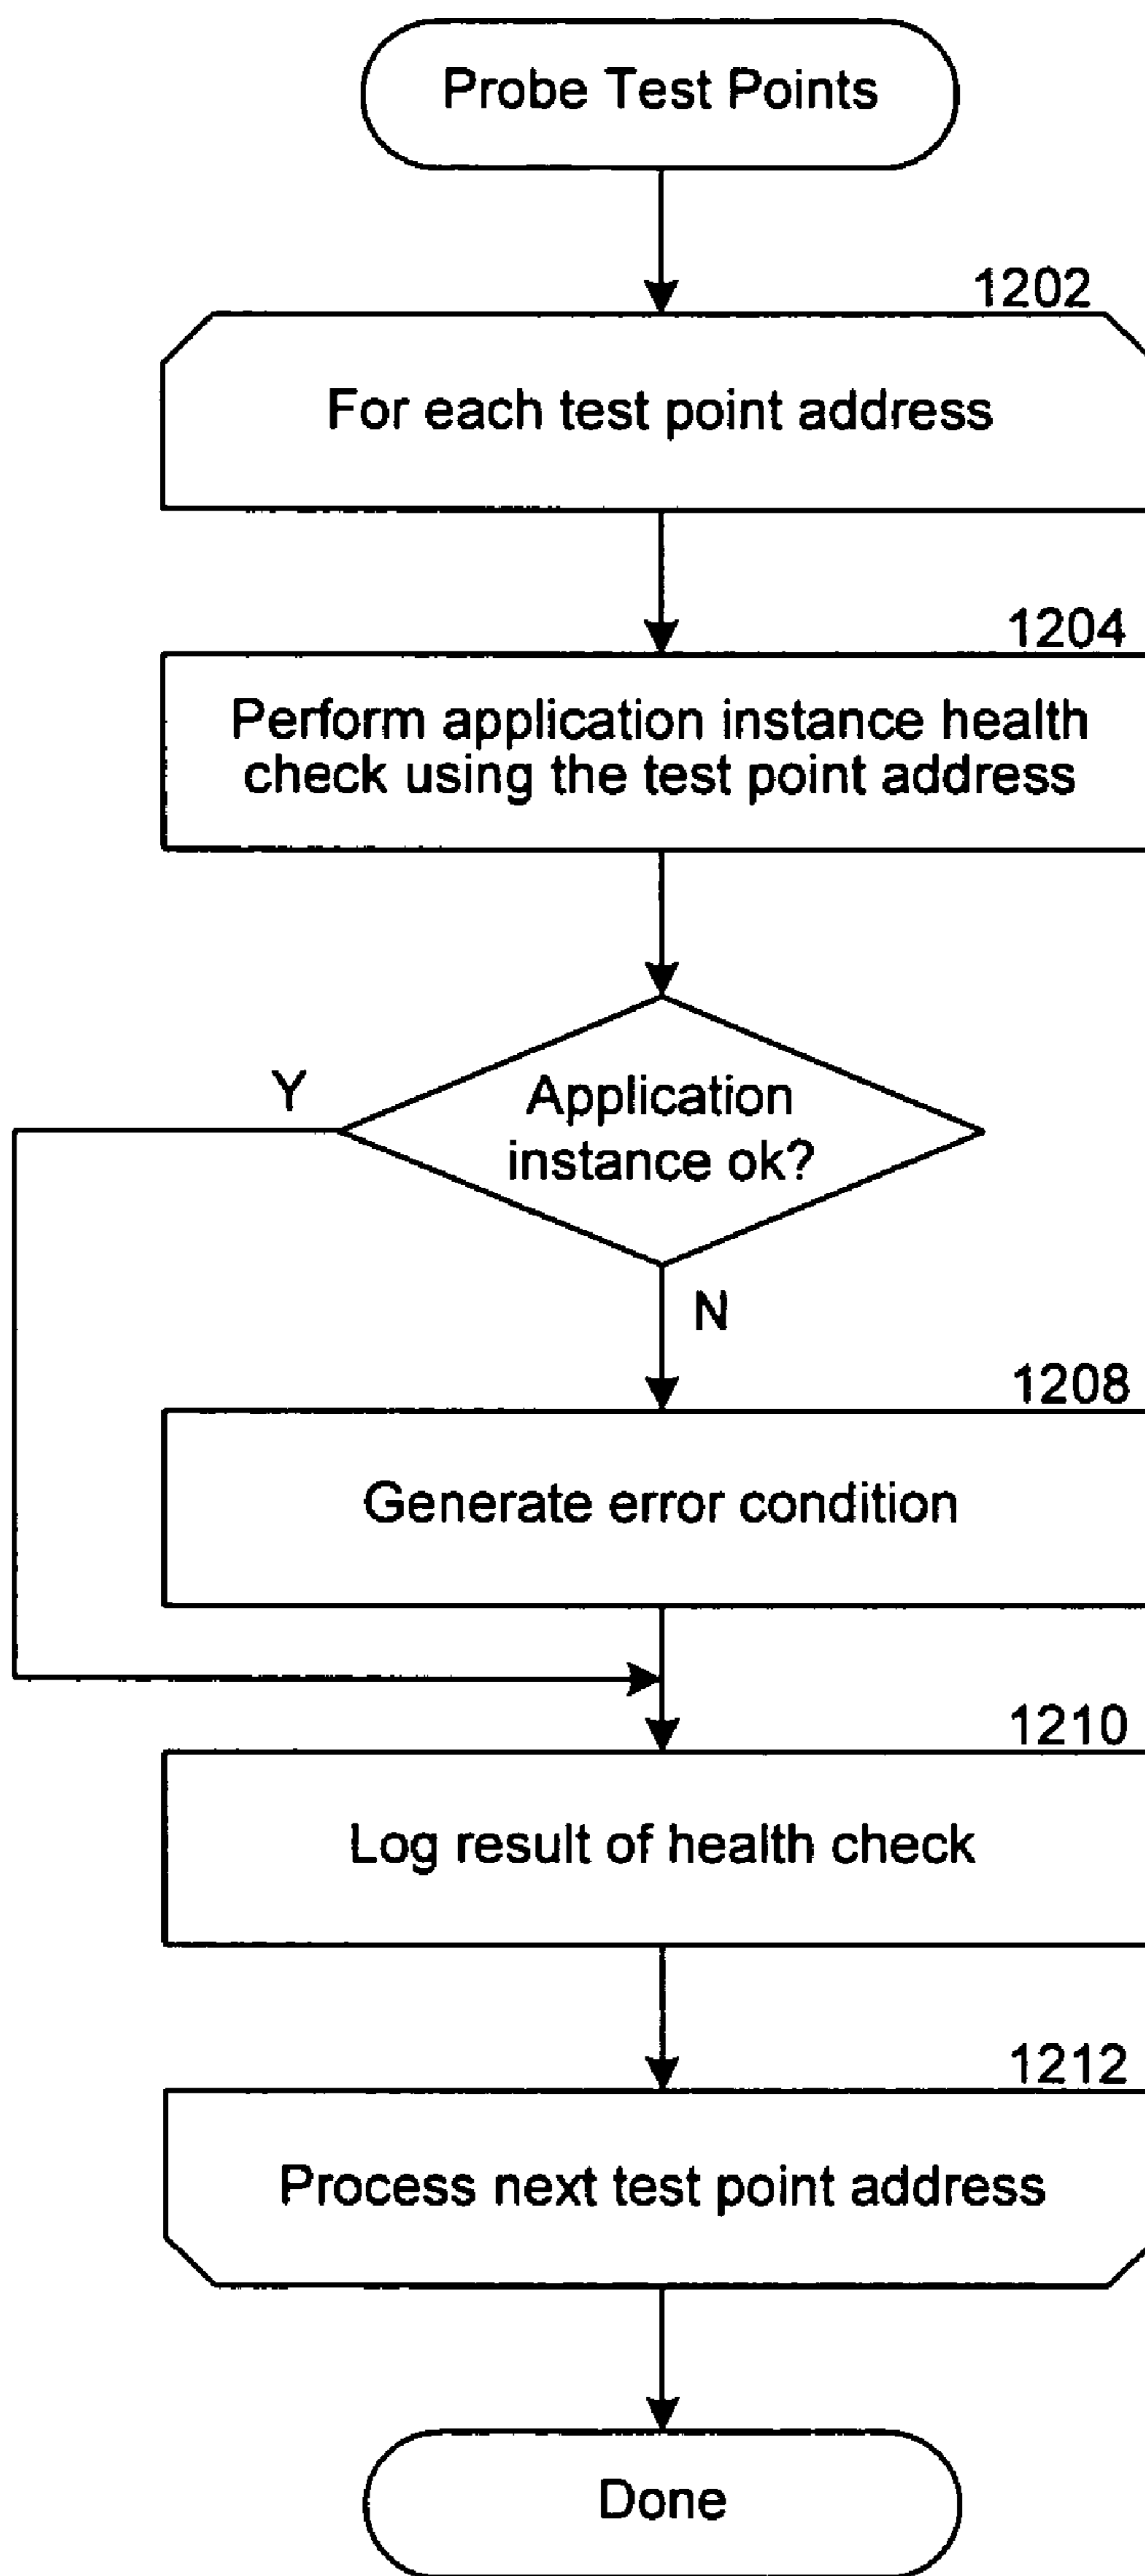 Probe Test Points
1202
For each test point address
1204
Perform application instance health
check using the test point address
Y
Application
instance ok?
N
1208
Generate error condition
1210
Log result of health check
1212
Process next test point address
Done